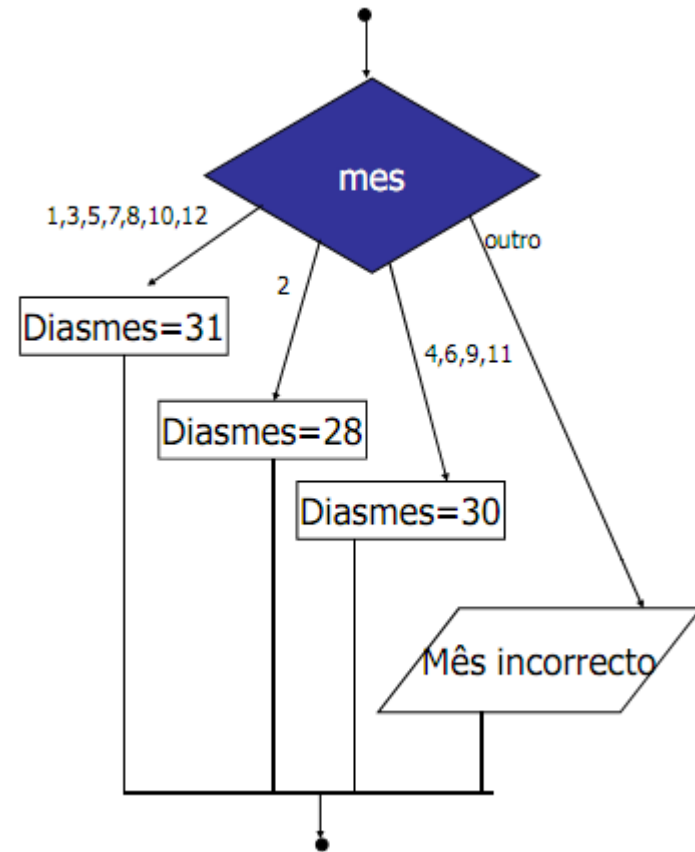 mes
1,3,5,7,8,10,12
outro
2
Diasmes=31
4,6,9,11
Diasmes=28
Diasmes=30
Mês incorrecto